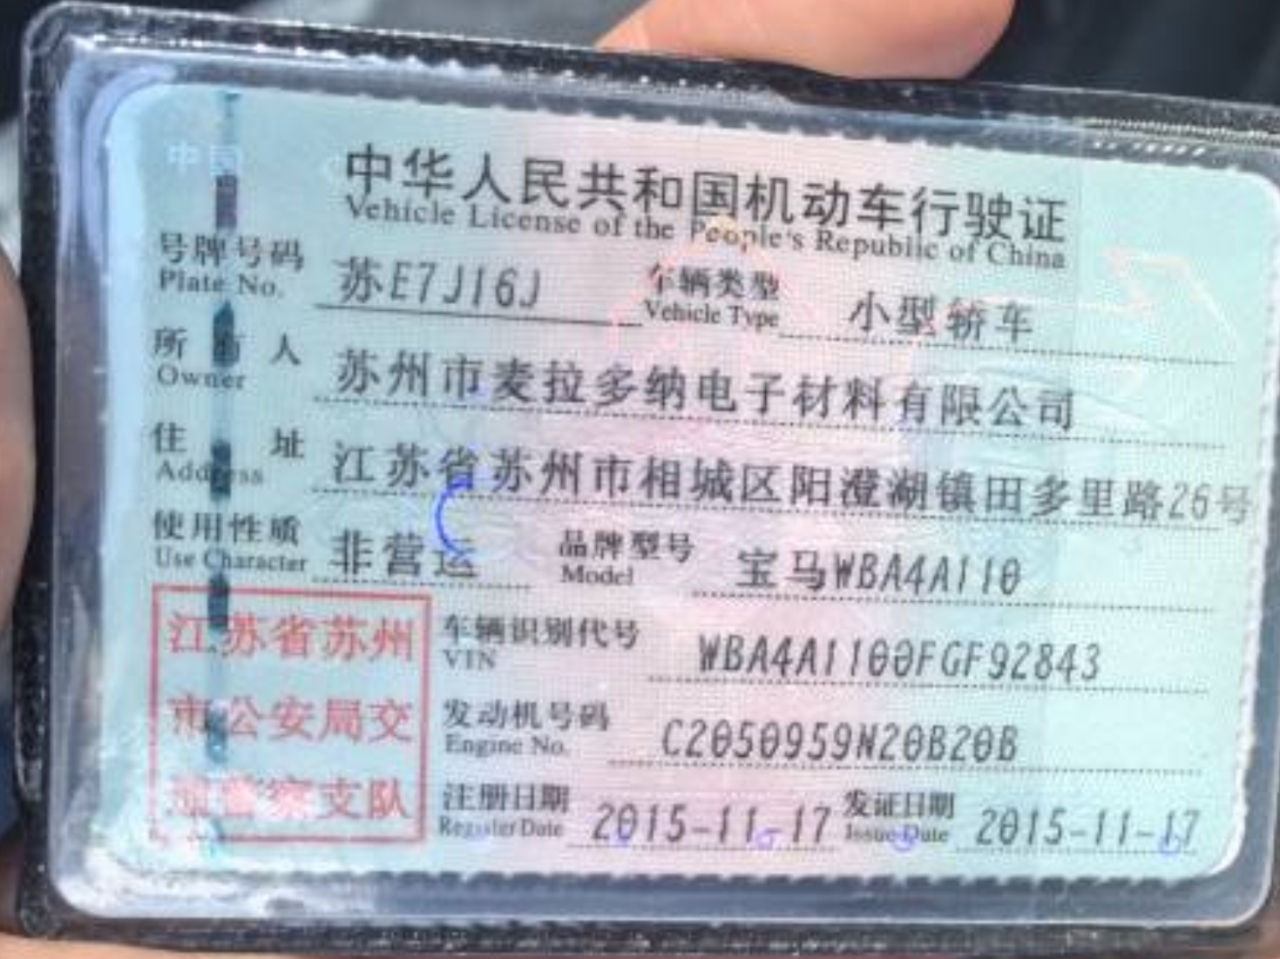 中国
中华人民共和国机动车行驶证
Vehicle License of the People's Republic of China
号牌号码 苏E7J16J 车辆类型 小型轿车
Plate No. Vehicle Type
所有人 苏州市麦拉多纳电子材料有限公司
Owner
住址 江苏省苏州市相城区阳澄湖镇田多里路26号
Address
使用性质 非营运 品牌型号 宝马WBA4A110
Use Character Model
江苏省苏州
市公安局交
通警察支队
车辆识别代号 WBA4A1100FGF92843
VIN
发动机号码 C2050959N20B20B
Engine No.
注册日期 2015-11-17 发证日期 2015-11-17
Register Date Issue Date